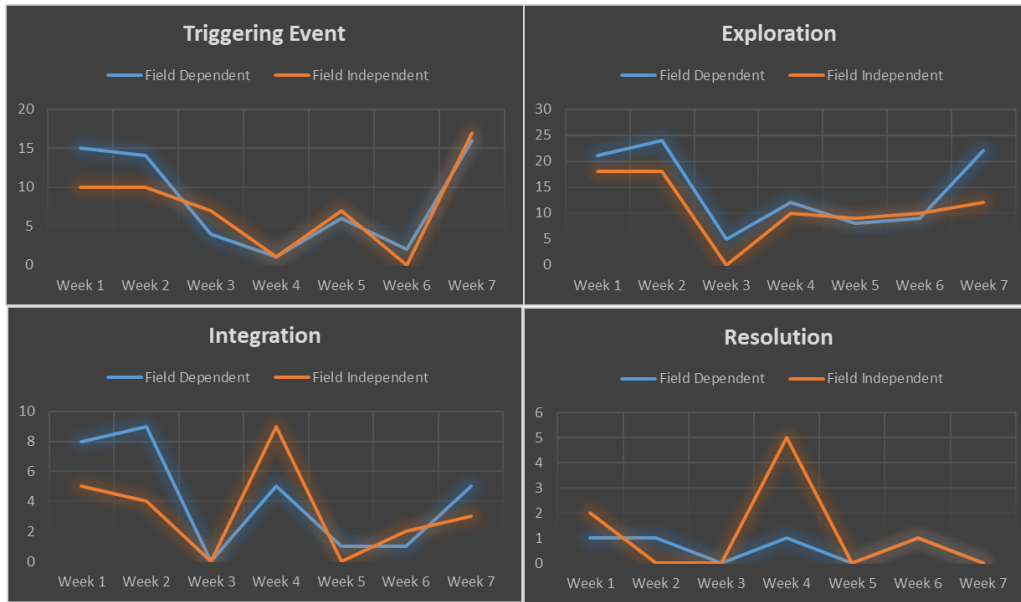 Triggering Event
Field Dependent Field Independent
20
15
10
5
0
Week 1 Week 2 Week 3 Week 4 Week 5 Week 6 Week 7
Exploration
Field Dependent Field Independent
30
25
20
15
10
5
0
Week 1 Week 2 Week 3 Week 4 Week 5 Week 6 Week 7
Integration
Field Dependent Field Independent
10
8
6
4
2
0
Week 1 Week 2 Week 3 Week 4 Week 5 Week 6 Week 7
Resolution
Field Dependent Field Independent
6
5
4
3
2
1
0
Week 1 Week 2 Week 3 Week 4 Week 5 Week 6 Week 7